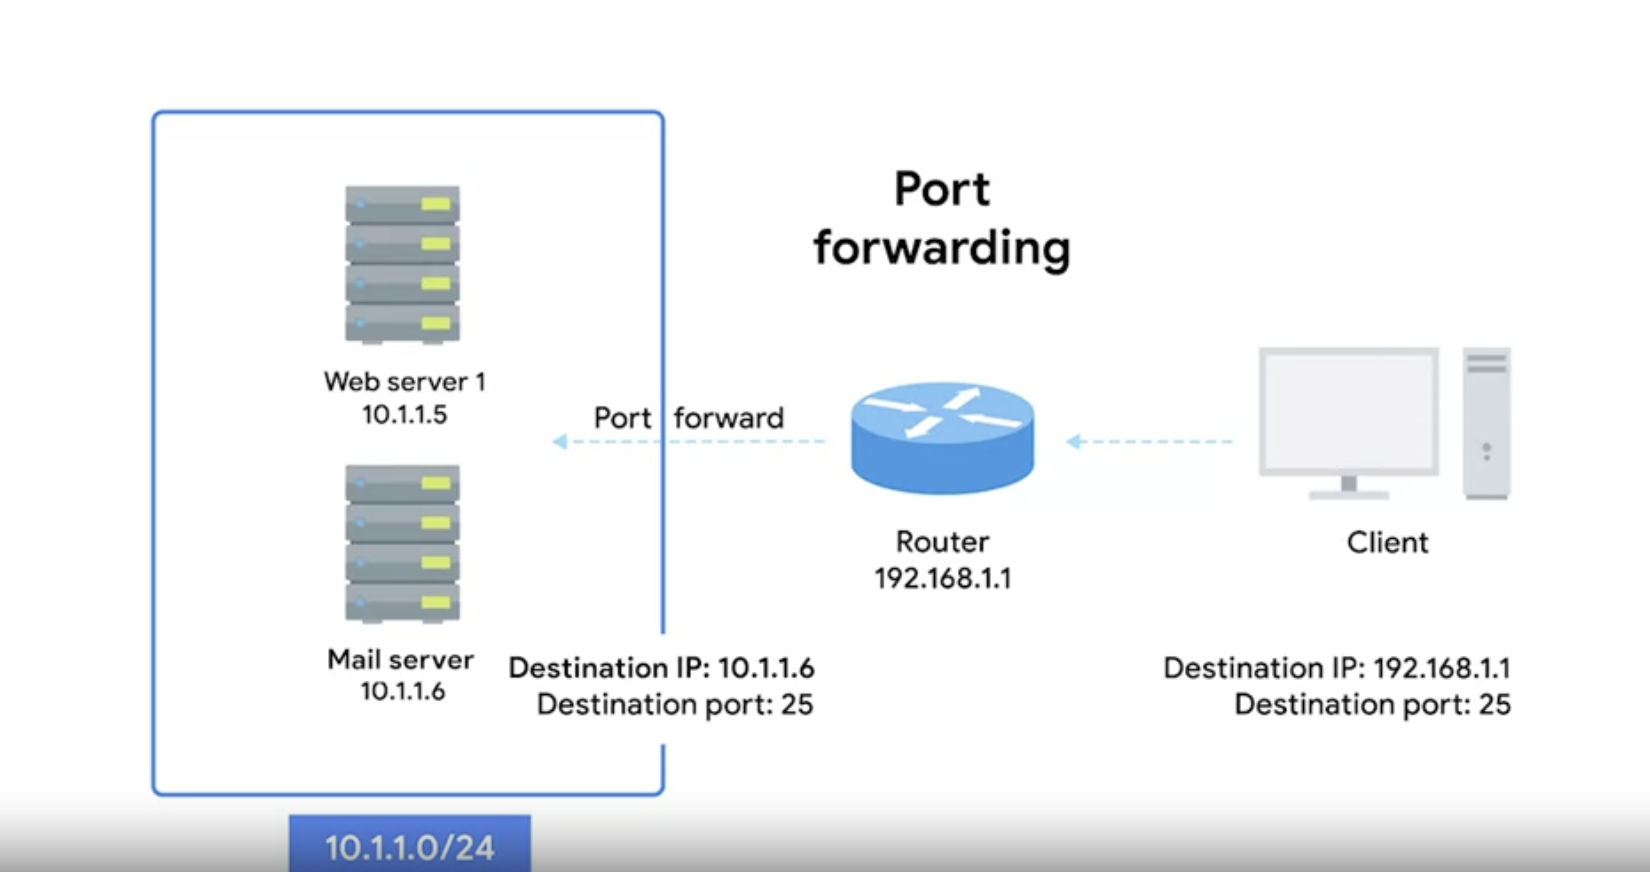 Port
forwarding
Web server 1
10.1.1.5
Port forward
Router
192.168.1.1
Client
Mail server
10.1.1.6
Destination IP: 10.1.1.6
Destination port: 25
Destination IP: 192.168.1.1
Destination port: 25
10.1.1.0/24